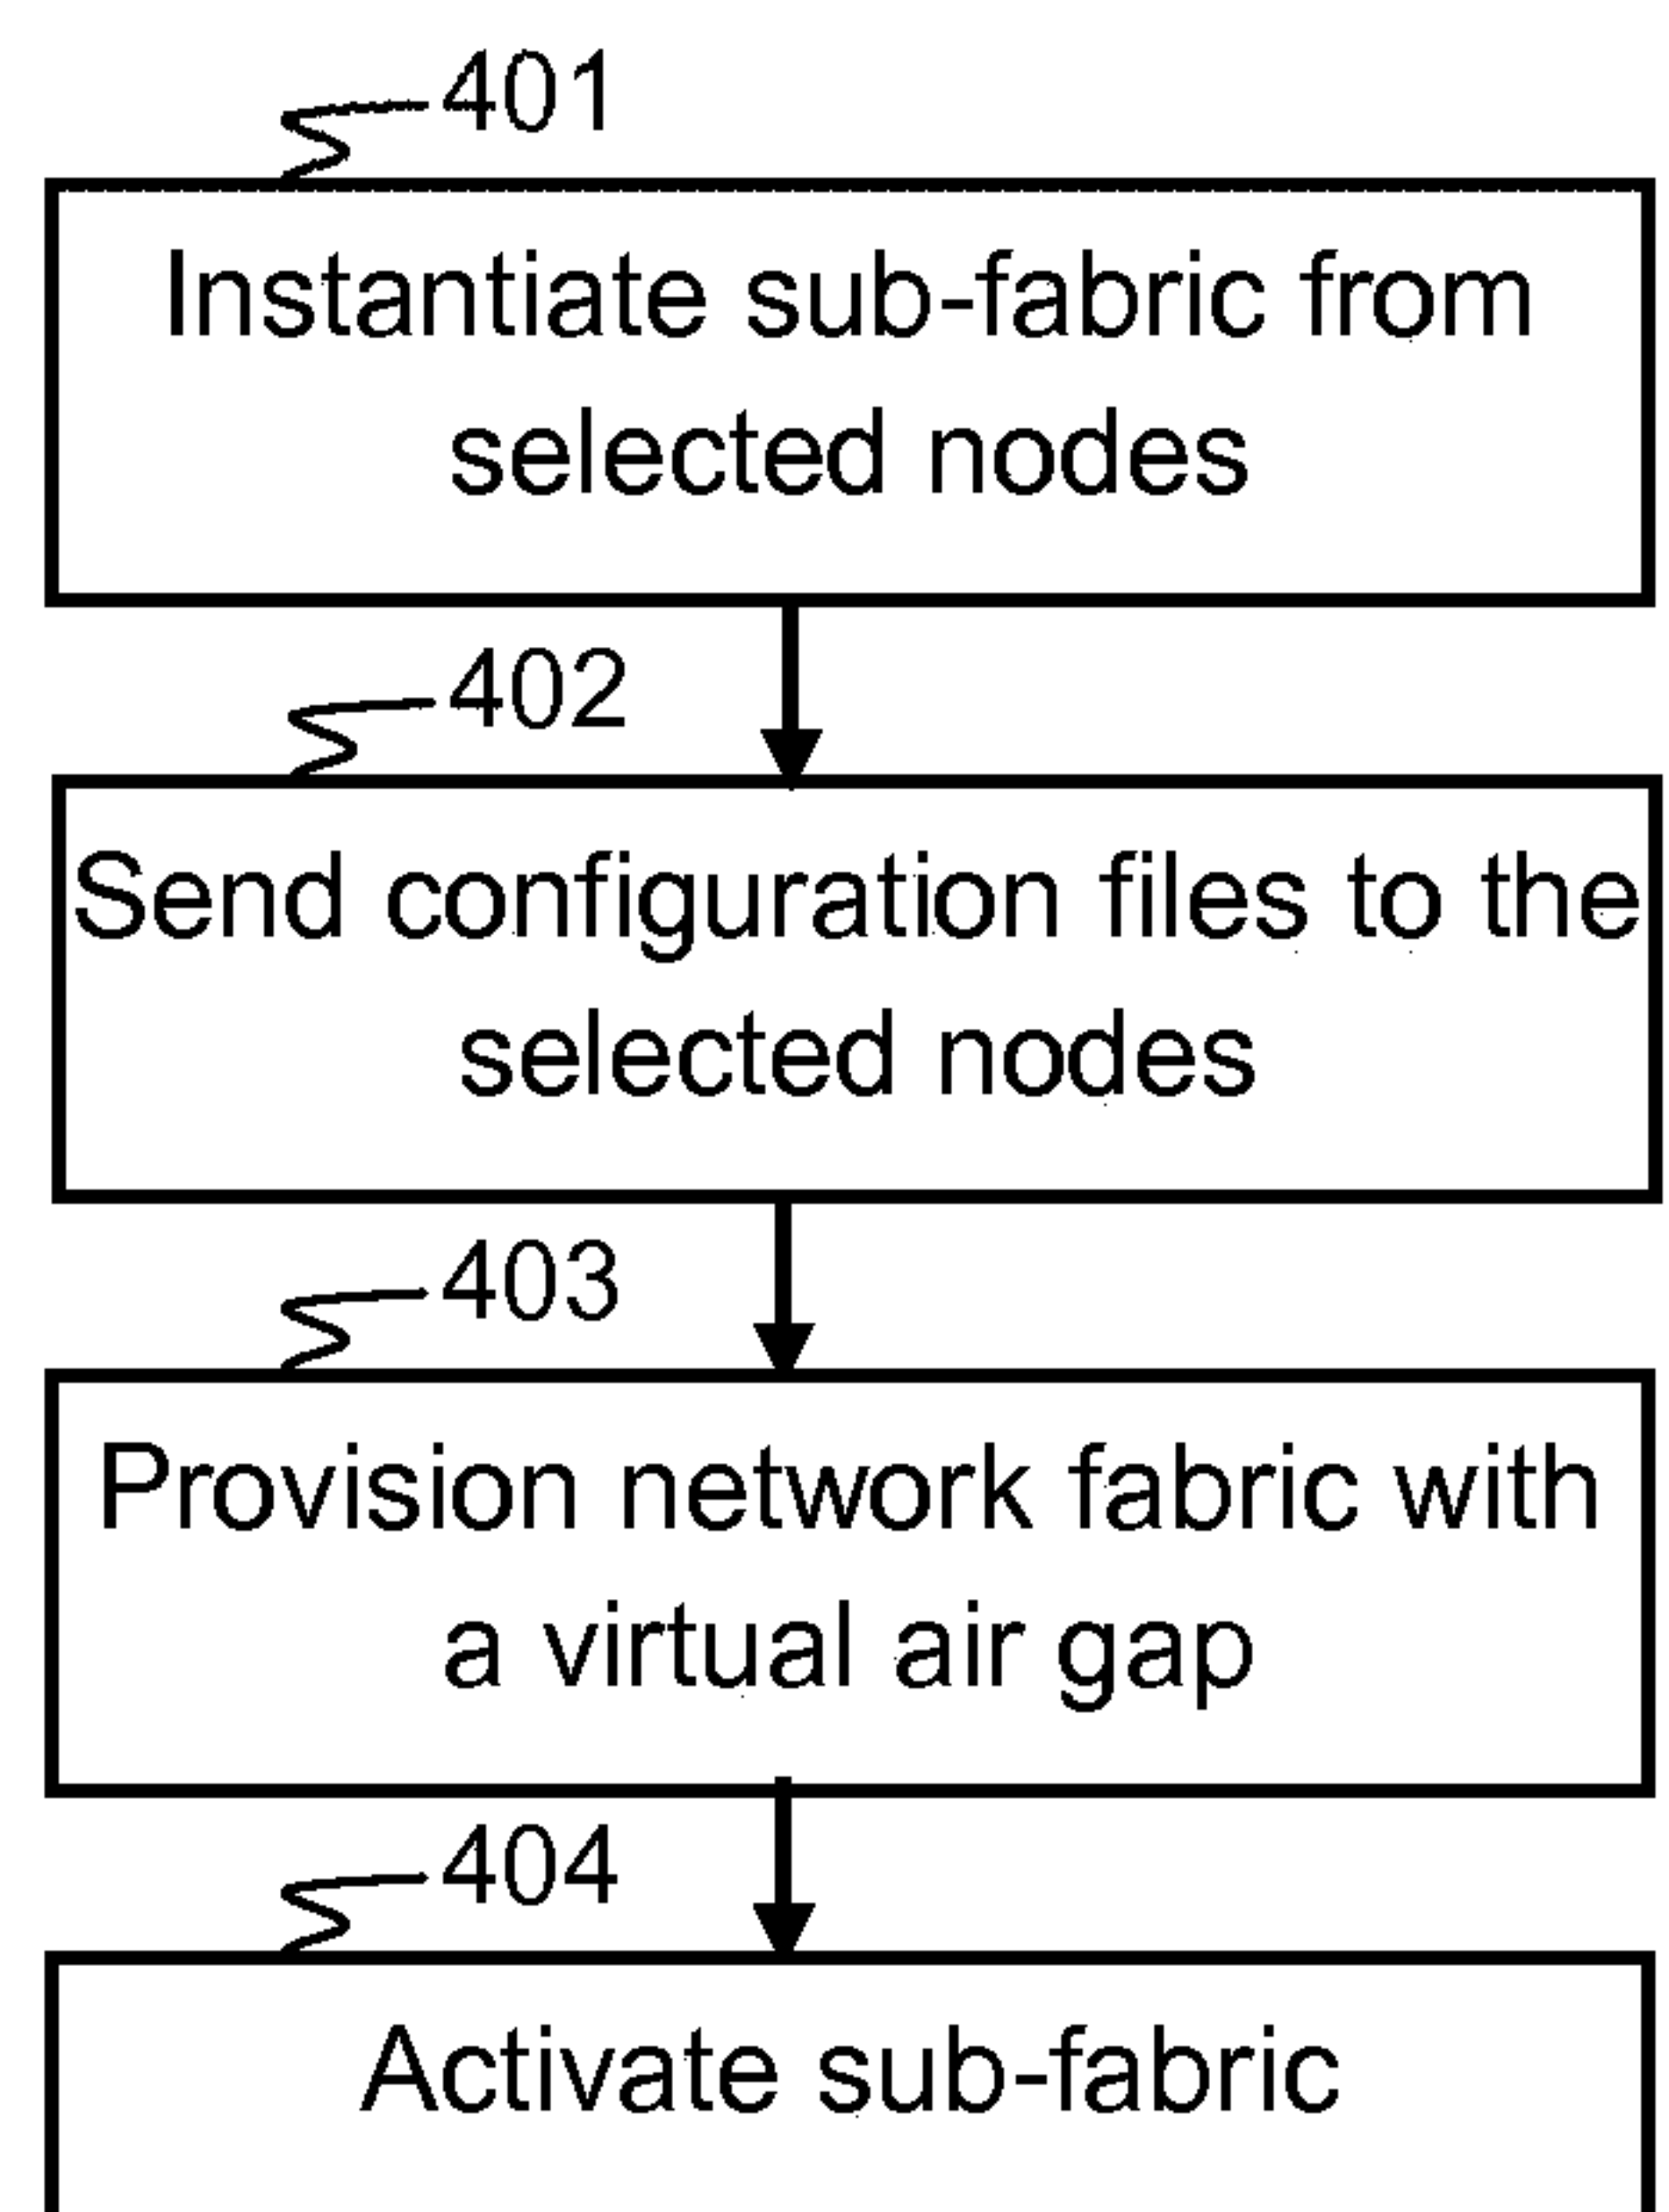 401
Instantiate sub-fabric from
selected nodes
402
Send configuration files to the
selected nodes
403
Provision network fabric with
a virtual air gap
404
Activate sub-fabric